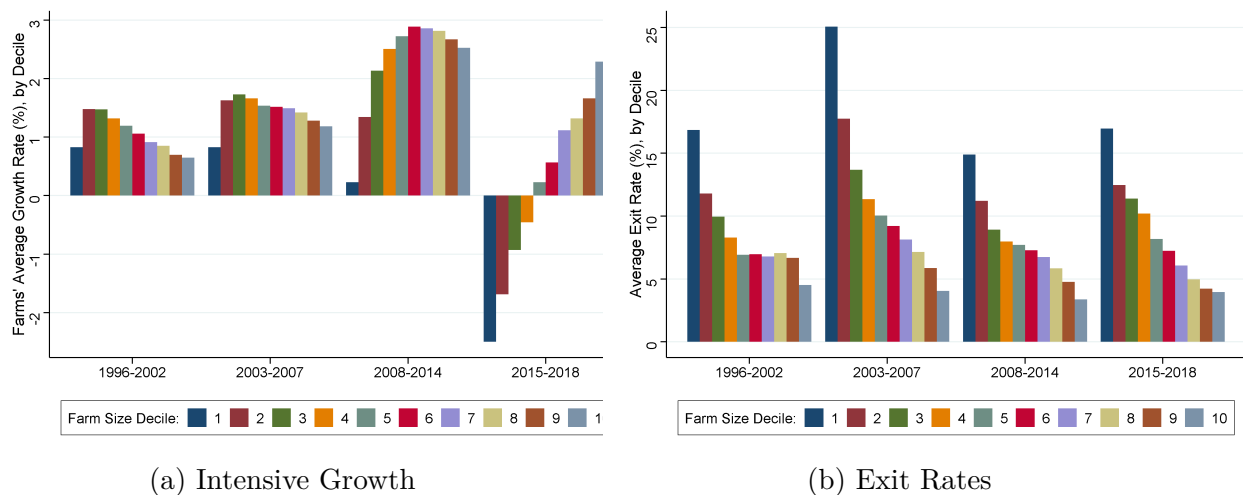 Farms' Average Growth Rate (%), by Decile
3
2
1
0
-1
-2
1996-2002 2003-2007 2008-2014 2015-2018
Farm Size Decile: 1 2 3 4 5 6 7 8 9 1
(a) Intensive Growth
Average Exit Rate (%), by Decile
25
20
15
10
5
0
1996-2002 2003-2007 2008-2014 2015-2018
Farm Size Decile: 1 2 3 4 5 6 7 8 9 10
(b) Exit Rates